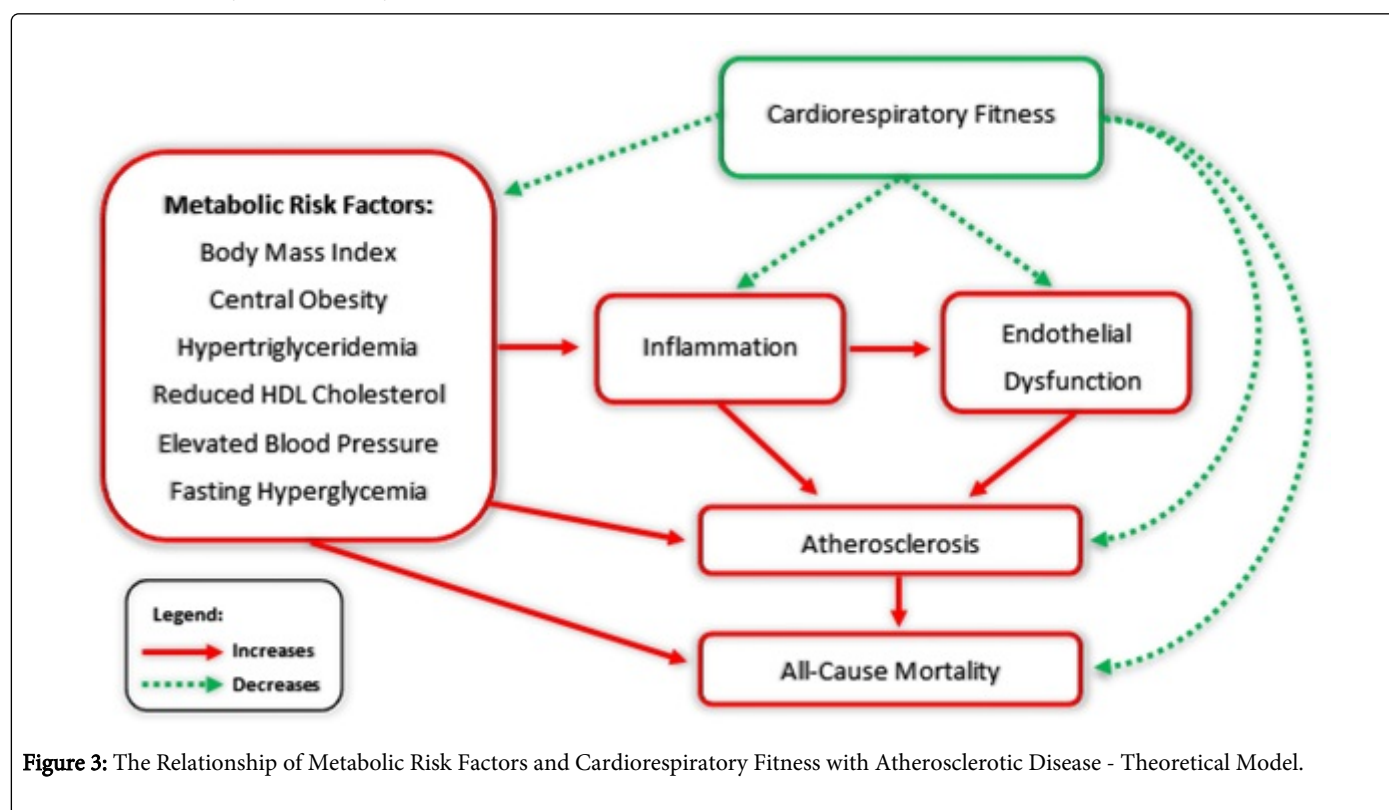 Cardiorespiratory Fitness
Metabolic Risk Factors:
Body Mass Index
Central Obesity
Hypertriglyceridemia
Reduced HDL Cholesterol
Elevated Blood Pressure
Fasting Hyperglycemia
Inflammation
Endothelial
Dysfunction
Atherosclerosis
All-Cause Mortality
Legend:
Increases
Decreases
Figure 3: The Relationship of Metabolic Risk Factors and Cardiorespiratory Fitness with Atherosclerotic Disease - Theoretical Model.